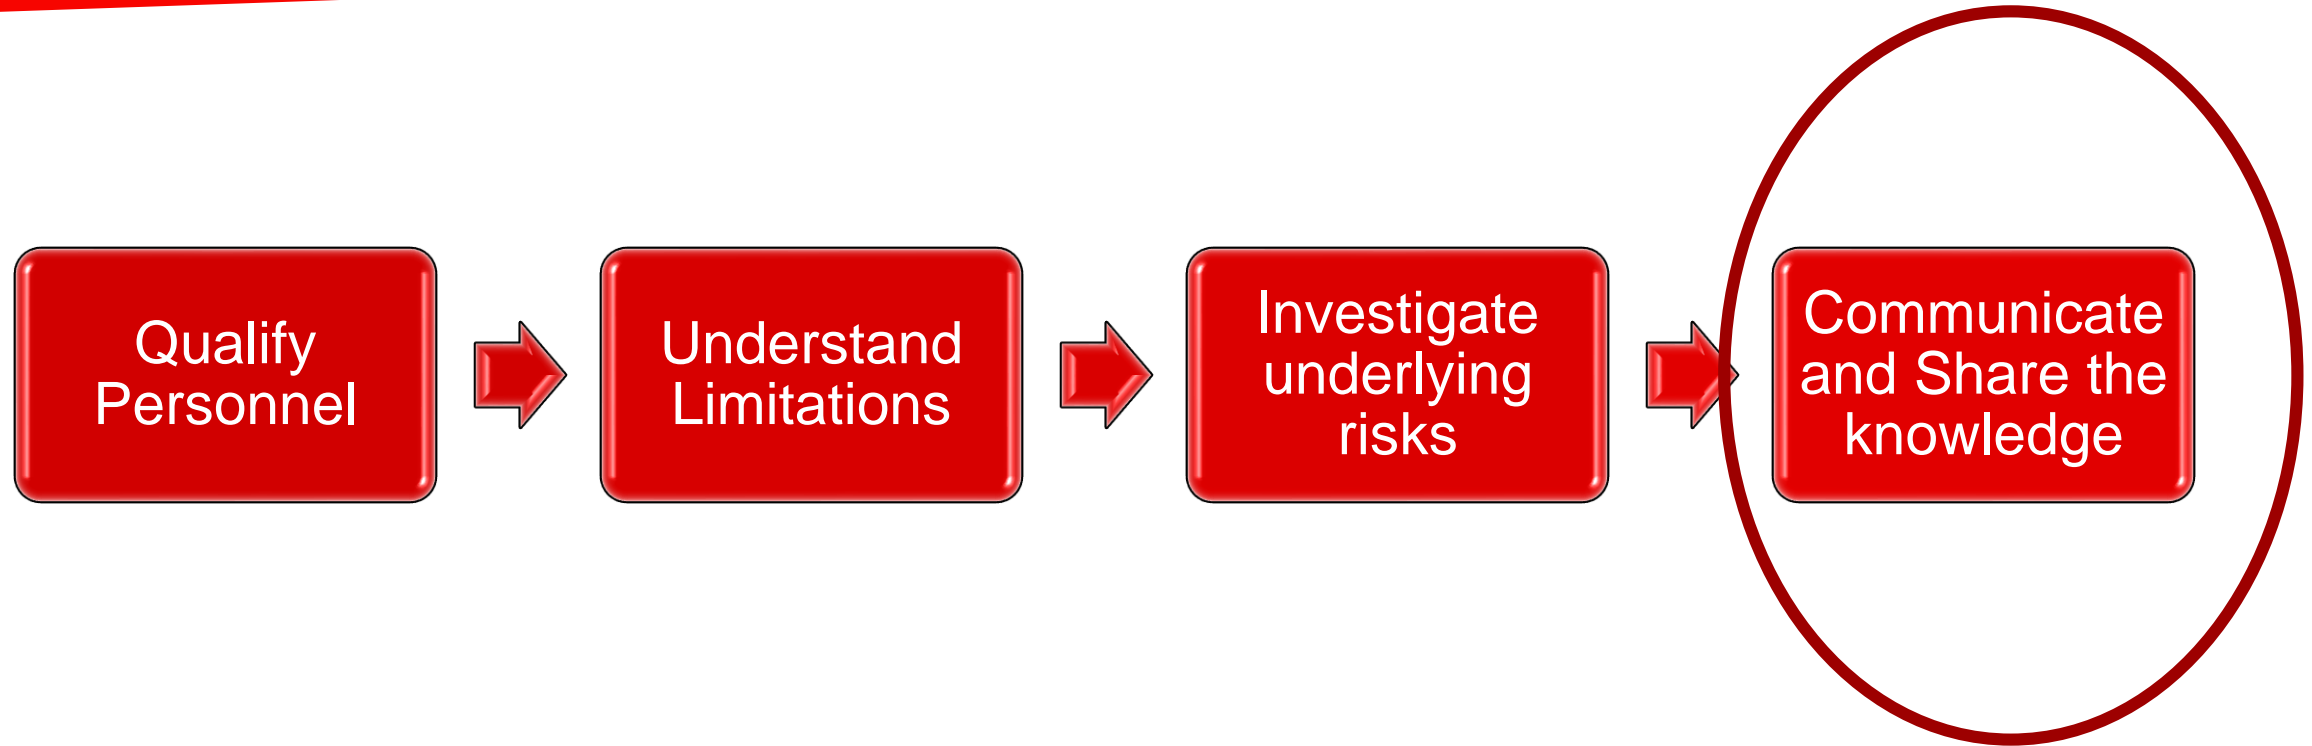 Qualify
Personnel
Understand
Limitations
Investigate
underlying
risks
Communicate
and Share the
knowledge